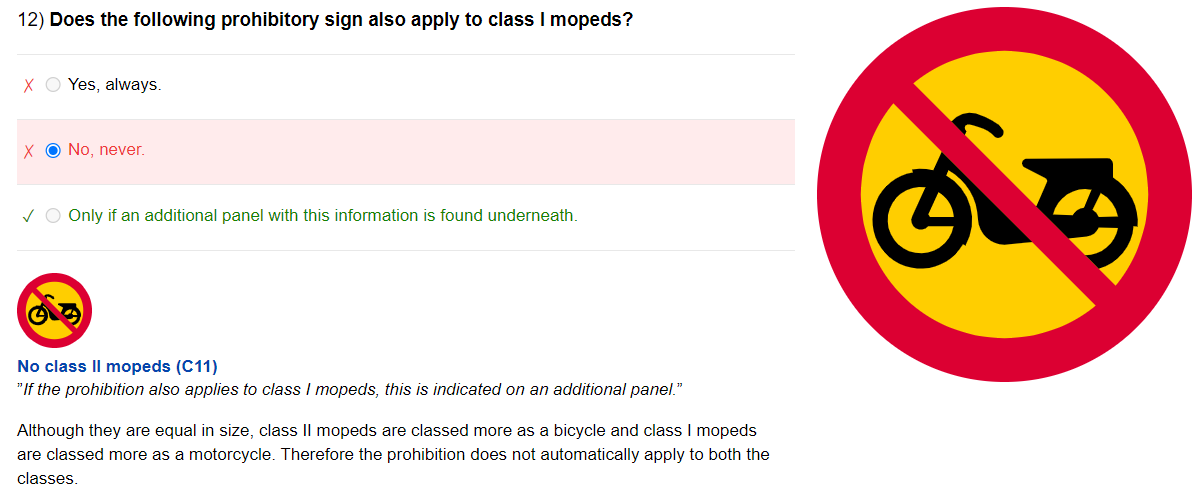 12) Does the following prohibitory sign also apply to class I mopeds?
✗ Yes, always.
✗ No, never.
✓ Only if an additional panel with this information is found underneath.
No class II mopeds (C11)
”If the prohibition also applies to class I mopeds, this is indicated on an additional panel.”
Although they are equal in size, class II mopeds are classed more as a bicycle and class I mopeds
are classed more as a motorcycle. Therefore the prohibition does not automatically apply to both the
classes.